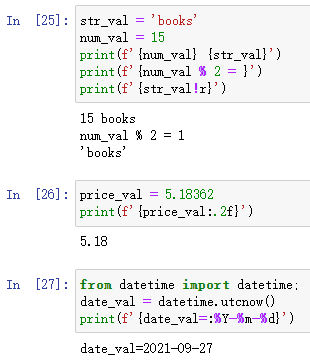 In [25]: str_val = 'books'
num_val = 15
print(f'{num_val} {str_val}')
print(f'{num_val % 2 = }')
print(f'{str_val!r}')
15 books
num_val % 2 = 1
'books'
In [26]: price_val = 5.18362
print(f'{price_val:.2f}')
5.18
In [27]: from datetime import datetime;
date_val = datetime.utcnow()
print(f'{date_val=:%Y-%m-%d}')
date_val=2021-09-27